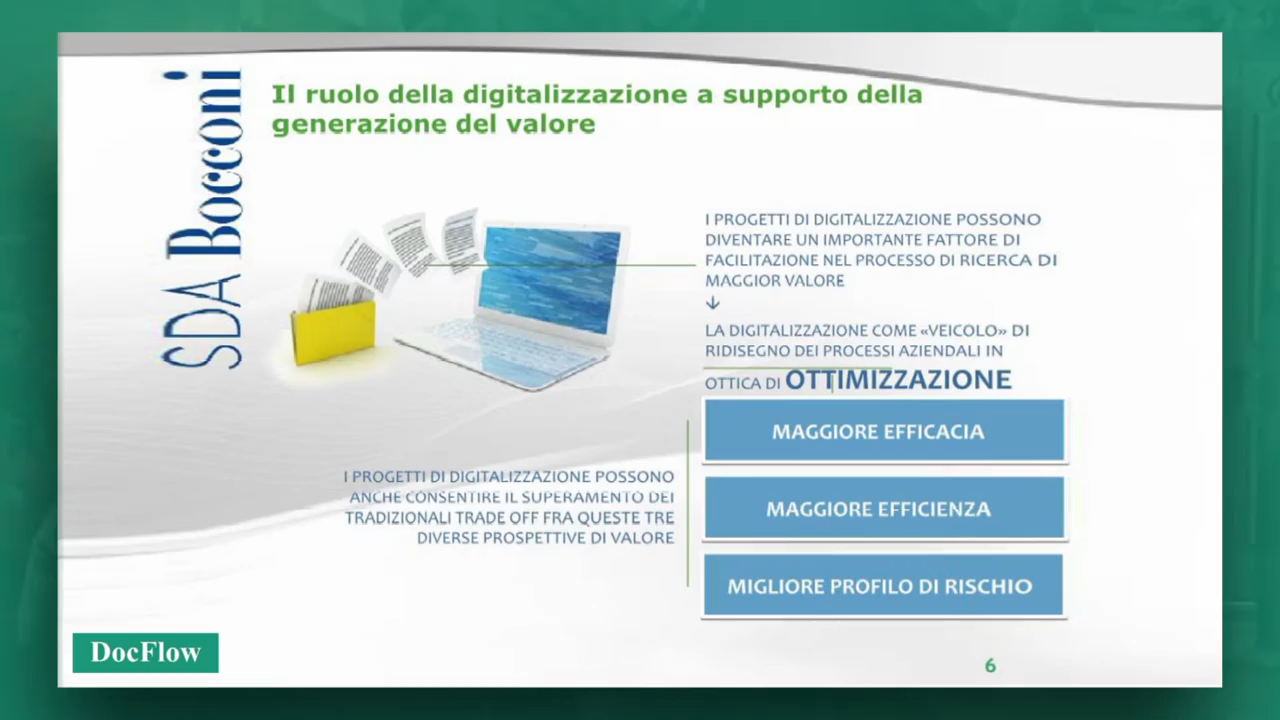 SDA Bocconi
Il ruolo della digitalizzazione a supporto della
generazione del valore
I PROGETTI DI DIGITALIZZAZIONE POSSONO
DIVENTARE UN IMPORTANTE FATTORE DI
FACILITAZIONE NEL PROCESSO DI RICERCA DI
MAGGIOR VALORE
↓
LA DIGITALIZZAZIONE COME «VEICOLO» DI
RIDISEGNO DEI PROCESSI AZIENDALI IN
OTTICA DI OTTIMIZZAZIONE
MAGGIORE EFFICACIA
MAGGIORE EFFICIENZA
MIGLIORE PROFILO DI RISCHIO
I PROGETTI DI DIGITALIZZAZIONE POSSONO
ANCHE CONSENTIRE IL SUPERAMENTO DEI
TRADIZIONALI TRADE OFF FRA QUESTE TRE
DIVERSE PROSPETTIVE DI VALORE
DocFlow
6